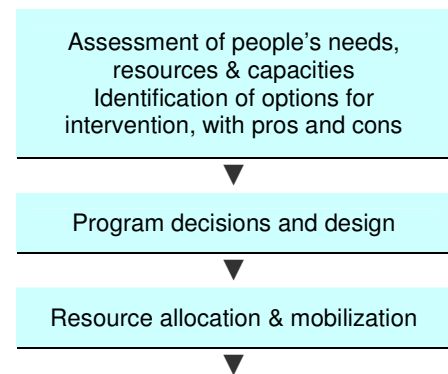 Assessment of people’s needs,
resources & capacities
Identification of options for
intervention, with pros and cons
Program decisions and design
Resource allocation & mobilization